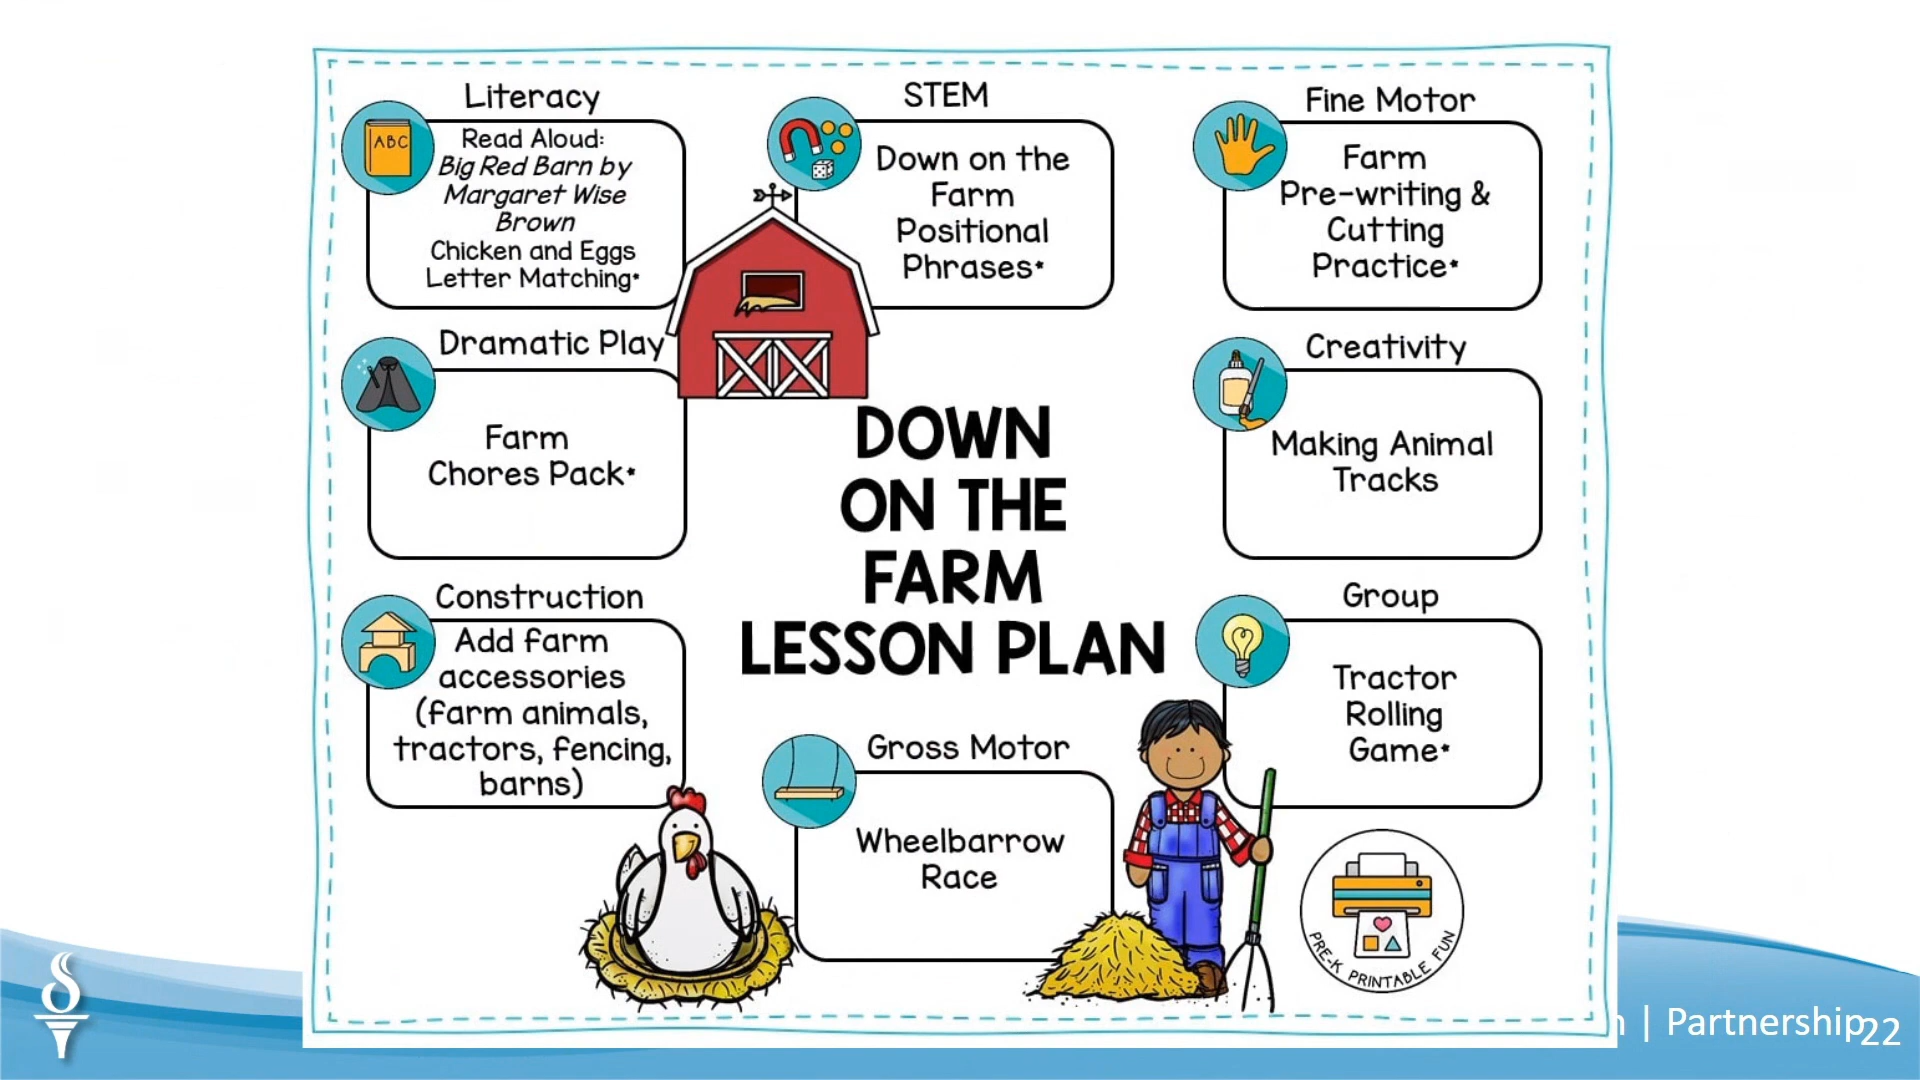 Literacy
ABC
Read Aloud:
Big Red Barn by
Margaret Wise
Brown
Chicken and Eggs
Letter Matching*
STEM
Down on the
Farm
Positional
Phrases*
Fine Motor
Farm
Pre-writing &
Cutting
Practice*
Dramatic Play
Farm
Chores Pack*
Creativity
Making Animal
Tracks
DOWN
ON THE
FARM
LESSON PLAN
Construction
Add farm
accessories
(farm animals,
tractors, fencing,
barns)
Gross Motor
Wheelbarrow
Race
Group
Tractor
Rolling
Game*
PRE-K PRINTABLE FUN
| Partnership
22